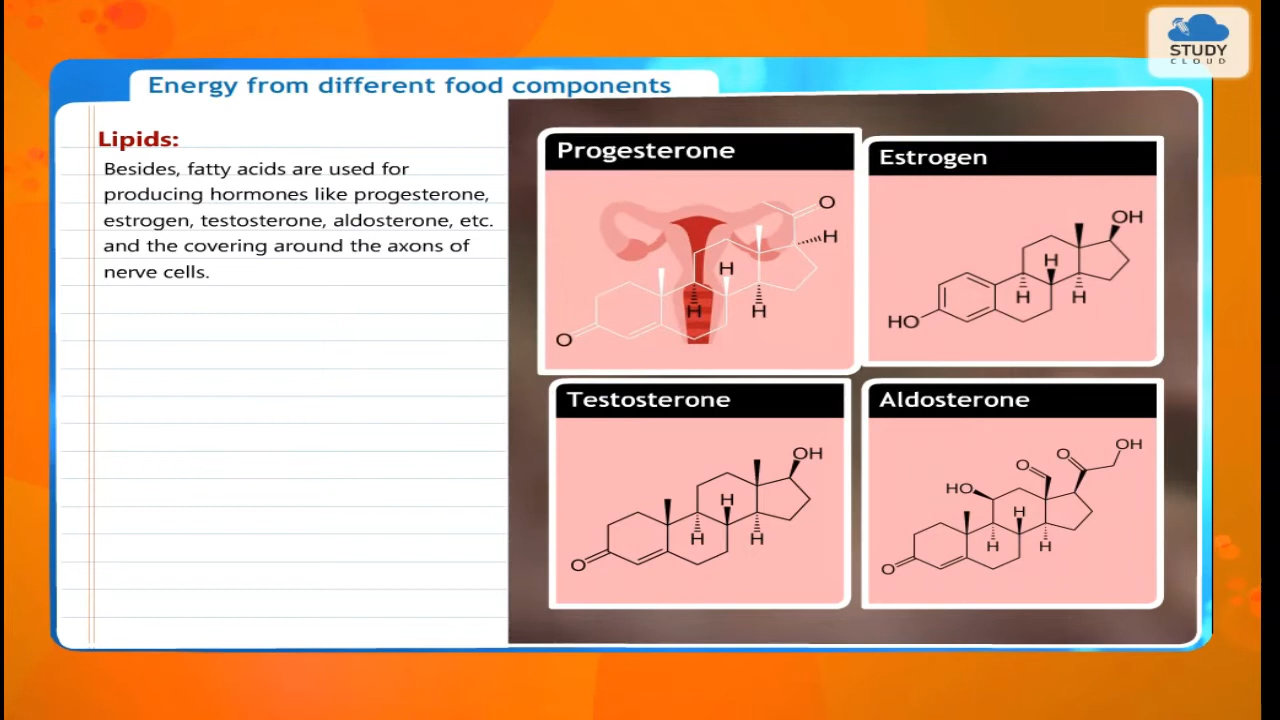 STUDY
CLOUD
Energy from different food components
Lipids:
Besides, fatty acids are used for
producing hormones like progesterone,
estrogen, testosterone, aldosterone, etc.
and the covering around the axons of
nerve cells.
Progesterone
O
H
H
H
H
O
Estrogen
OH
H
H
H
HO
Testosterone
OH
H
H
H
O
Aldosterone
OH
O
O
HO
H
H
H
O